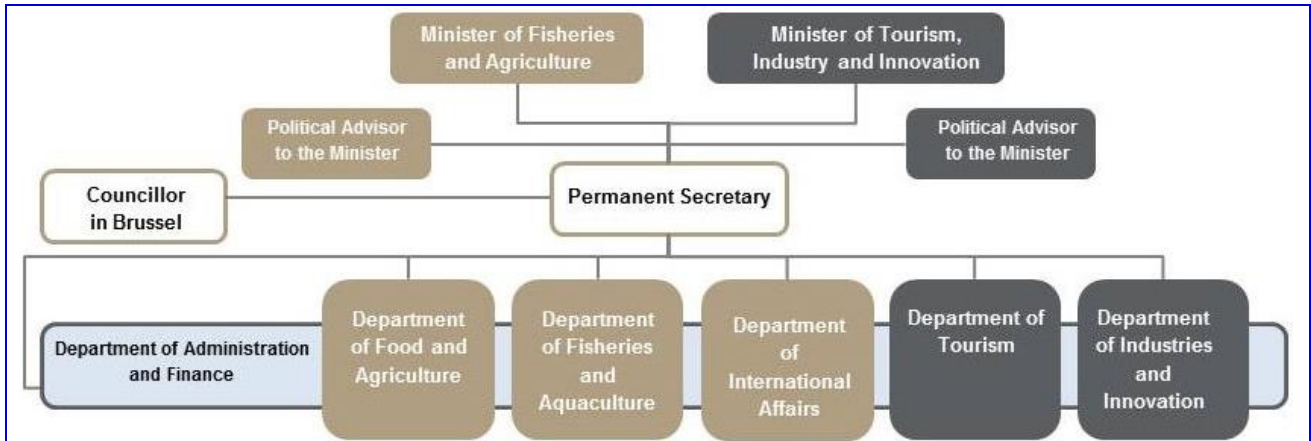 Minister of Fisheries
and Agriculture
Minister of Tourism,
Industry and Innovation
Political Advisor
to the Minister
Political Advisor
to the Minister
Councillor
in Brussel
Permanent Secretary
Department of Administration
and Finance
Department
of Food and
Agriculture
Department
of Fisheries
and
Aquaculture
Department
of
International
Affairs
Department of
Tourism
Department
of Industries
and
Innovation